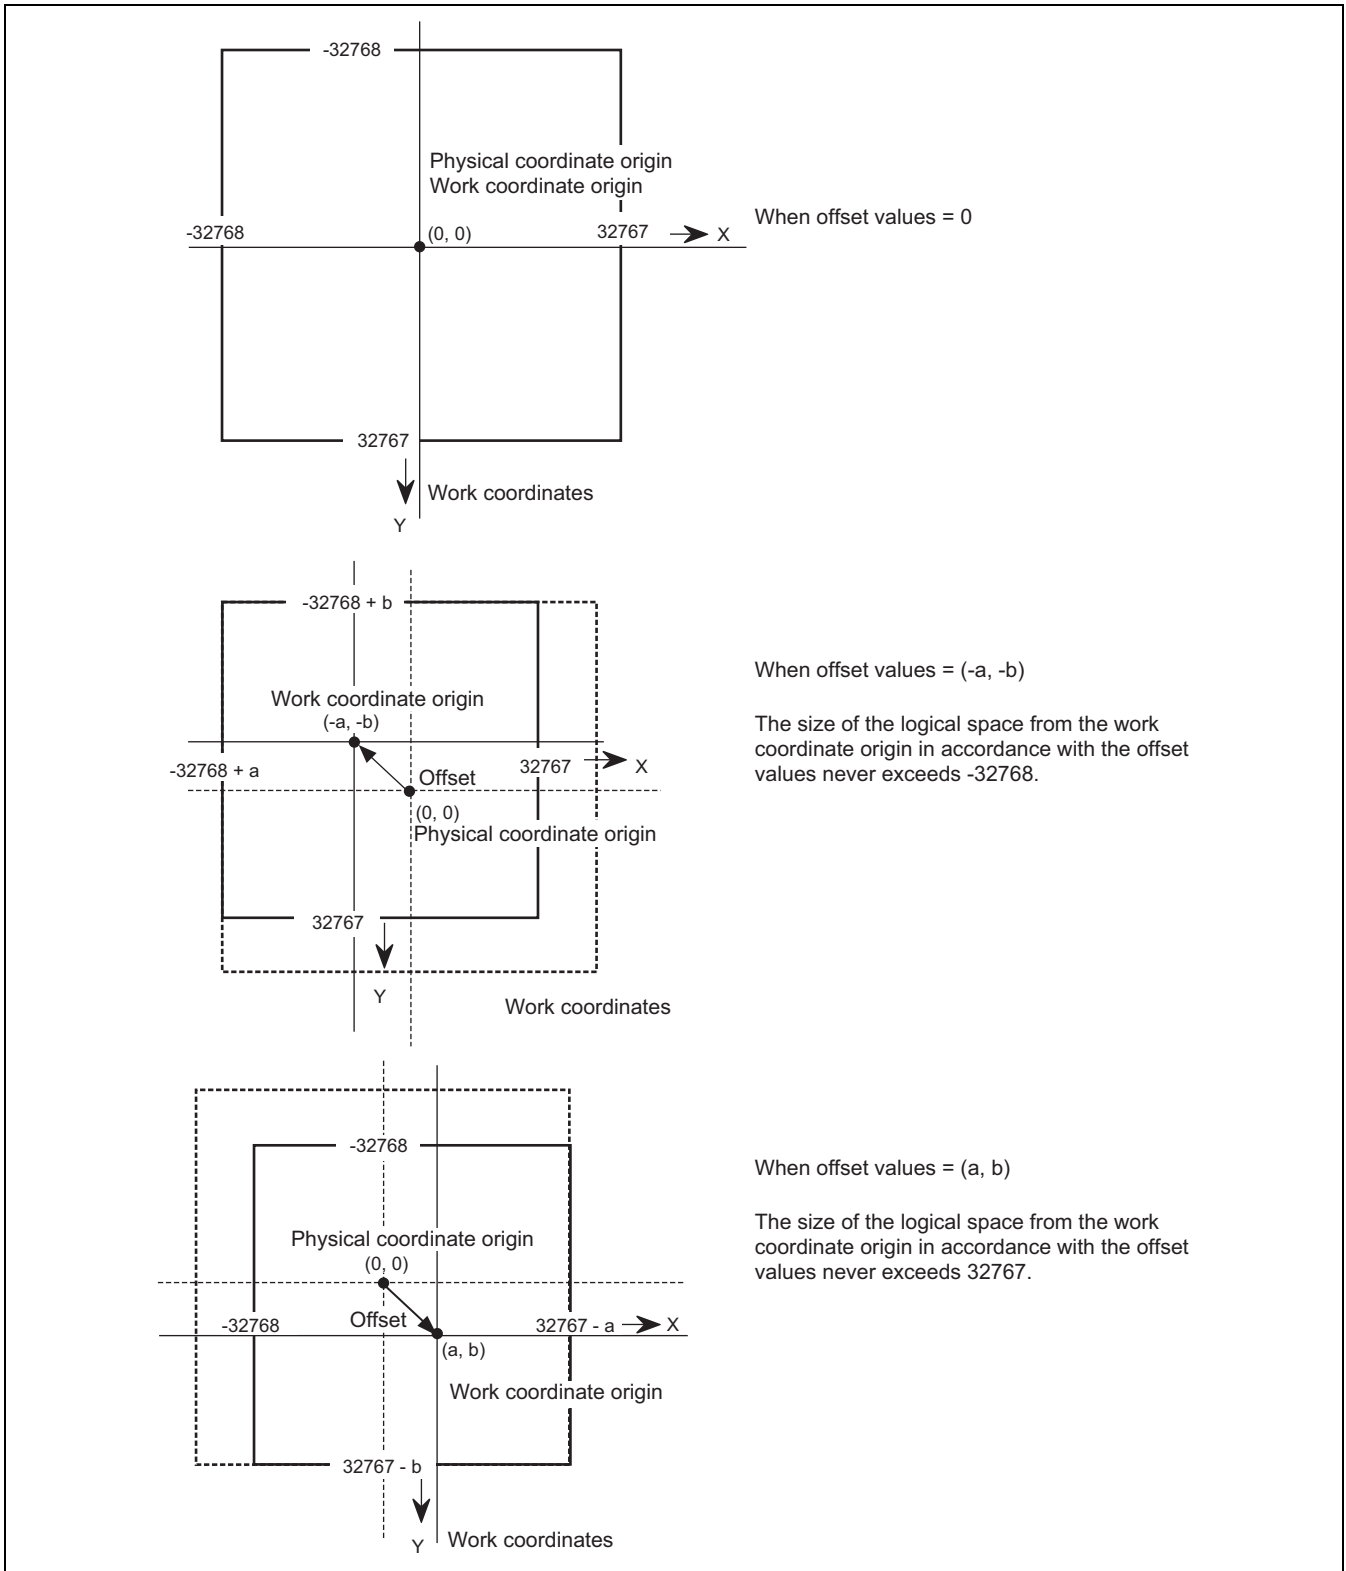 -32768
Physical coordinate origin
Work coordinate origin
When offset values = 0
-32768
(0, 0)
32767
X
32767
Work coordinates
Y
-32768 + b
When offset values = (-a, -b)
Work coordinate origin
(-a, -b)
The size of the logical space from the work
coordinate origin in accordance with the offset
values never exceeds -32768.
-32768 + a
32767
X
Offset
(0, 0)
Physical coordinate origin
32767
Y
Work coordinates
-32768
When offset values = (a, b)
The size of the logical space from the work
coordinate origin in accordance with the offset
values never exceeds 32767.
Physical coordinate origin
(0, 0)
-32768
Offset
32767 - a
X
(a, b)
Work coordinate origin
32767 - b
Y
Work coordinates